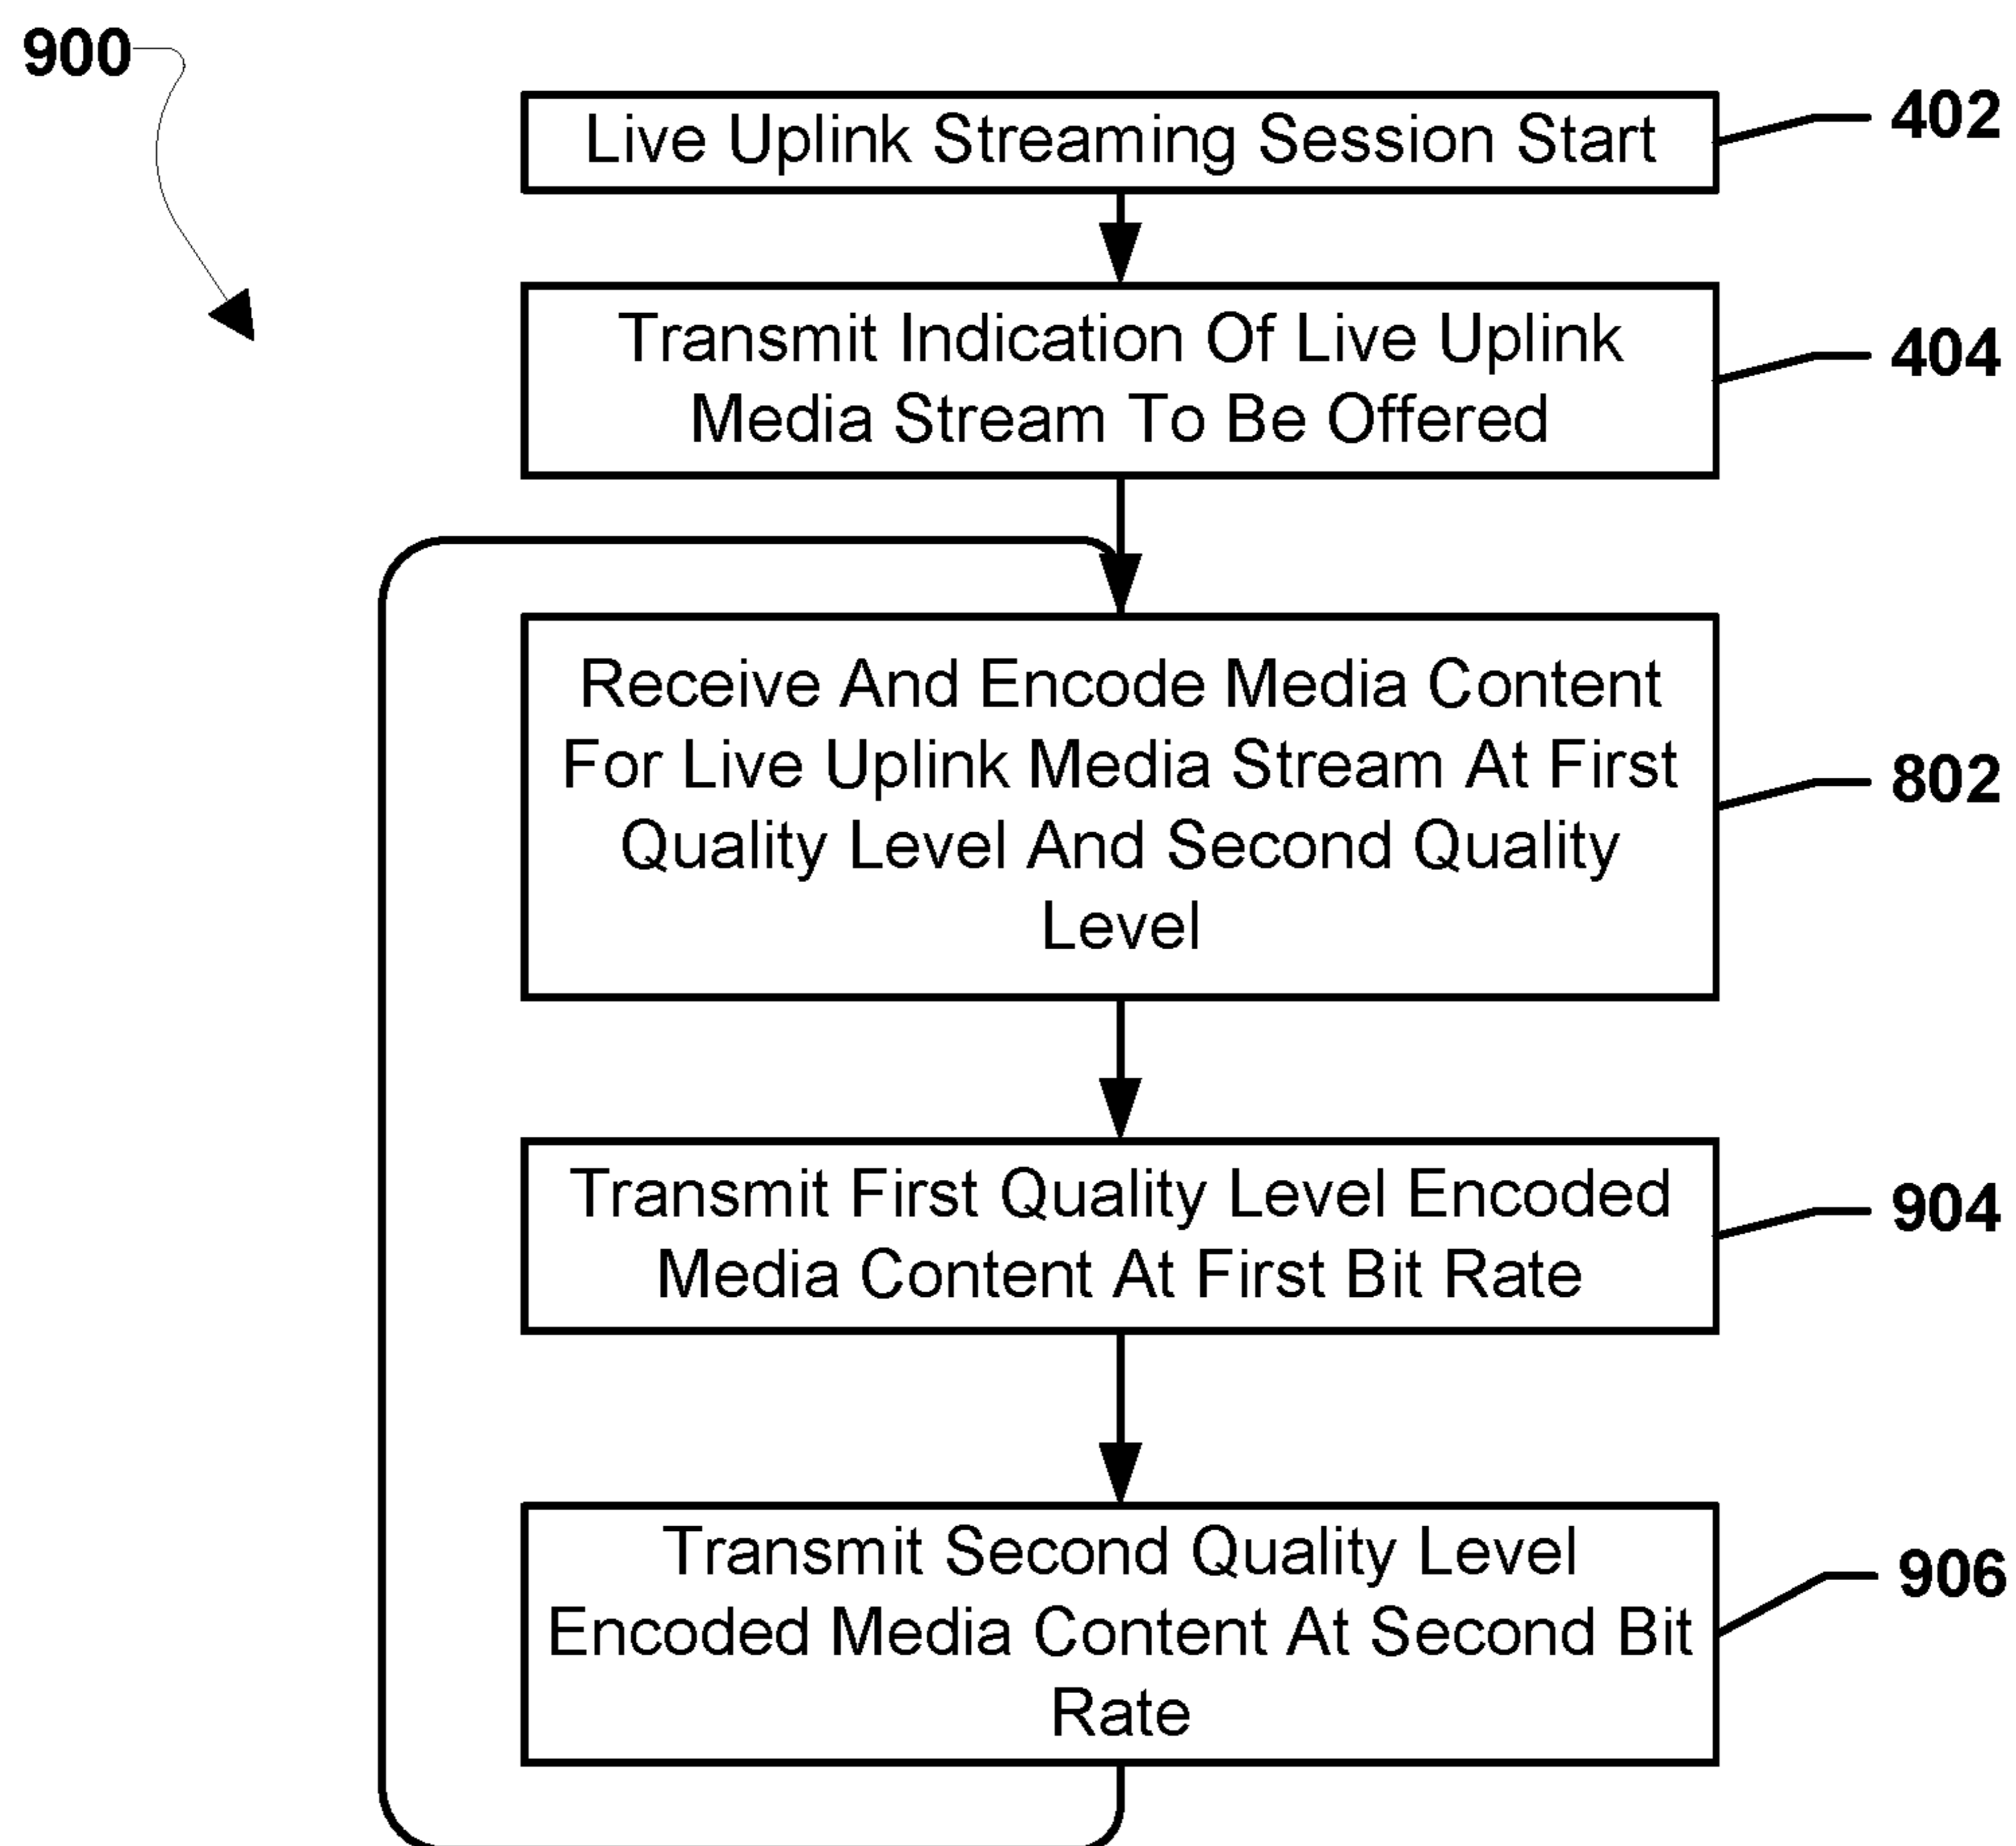 900
Live Uplink Streaming Session Start
402
Transmit Indication Of Live Uplink
Media Stream To Be Offered
404
Receive And Encode Media Content
For Live Uplink Media Stream At First
Quality Level And Second Quality
Level
802
Transmit First Quality Level Encoded
Media Content At First Bit Rate
904
Transmit Second Quality Level
Encoded Media Content At Second Bit
Rate
906